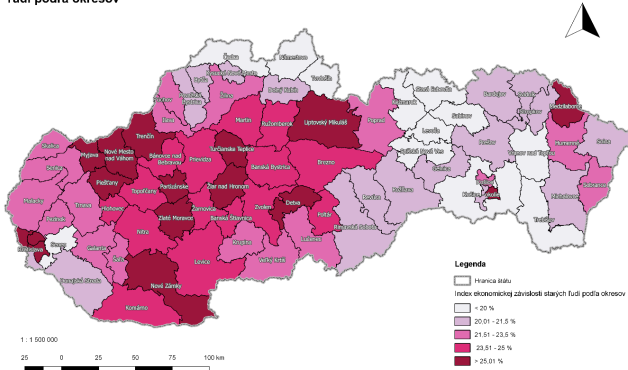 ľudí podľa okresov
Čadca
Námestovo
Tvrdošín
Kysucké Nové Mesto
Bytča
Dolný Kubín
Považská Bystrica
Žilina
Púchov
Ilava
Martin
Ružomberok
Liptovský Mikuláš
Poprad
Kežmarok
Stará Ľubovňa
Bardejov
Svidník
Stropkov
Medzilaborce
Sabinov
Levoča
Prešov
Humenné
Snina
Vranov nad Topľou
Spišská Nová Ves
Gelnica
Sobrance
Michalovce
Trebišov
Rožňava
Revúca
Rimavská Sobota
Trenčín
Skalica
Myjava
Nové Mesto nad Váhom
Bánovce nad Bebravou
Prievidza
Turčianske Teplice
Banská Bystrica
Brezno
Senica
Piešťany
Topoľčany
Partizánske
Žiar nad Hronom
Malacky
Trnava
Hlohovec
Zlaté Moravce
Žarnovica
Banská Štiavnica
Zvolen
Detva
Poltár
Pezinok
Nitra
Krupina
Lučenec
Veľký Krtíš
Senec
Galanta
Šaľa
Levice
Dunajská Streda
Nové Zámky
Komárno
Legenda
Hranica štátu
Index ekonomickej závislosti starých ľudí podľa okresov
< 20 %
20,01 - 21,5 %
21,51 - 23,5 %
23,51 - 25 %
> 25,01 %
1 : 1 500 000
25 0 25 50 75 100 km